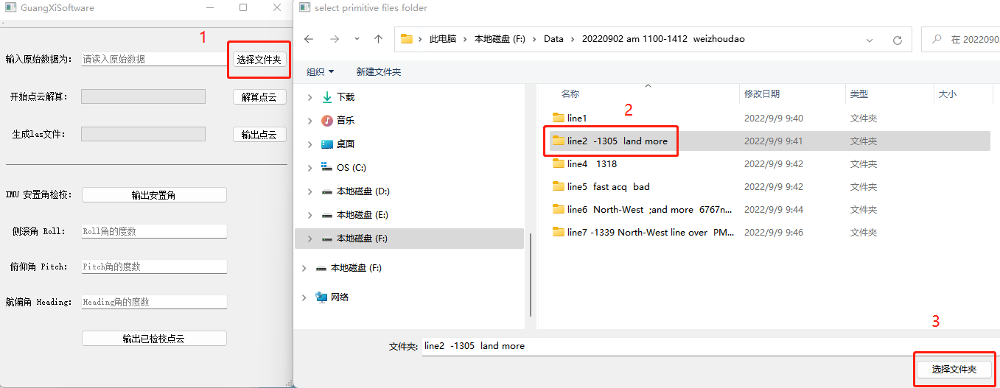 GuangXiSoftware
1
输入原始数据为:
请读入原始数据
选择文件夹
开始点云解算:
解算点云
生成las文件:
输出点云
IMU 安置角检校:
输出安置角
侧滚角 Roll:
Roll角的度数
俯仰角 Pitch:
Pitch角的度数
航偏角 Heading:
Heading角的度数
输出已检校点云
select primitive files folder
此电脑 > 本地磁盘 (F:) > Data > 20220902 am 1100-1412 weizhoudao
在 20220902
组织 新建文件夹
下载
音乐
桌面
OS (C:)
本地磁盘 (D:)
本地磁盘 (E:)
本地磁盘 (F:)
本地磁盘 (F:)
网络
名称 修改日期 类型 大小
2
line1 2022/9/9 9:40 文件夹
line2 -1305 land more 2022/9/9 9:41 文件夹
line4 1318 2022/9/9 9:42 文件夹
line5 fast acq bad 2022/9/9 9:42 文件夹
line6 North-West ;and more 6767n... 2022/9/9 9:44 文件夹
line7 -1339 North-West line over PM... 2022/9/9 9:46 文件夹
3
文件夹: line2 -1305 land more
选择文件夹